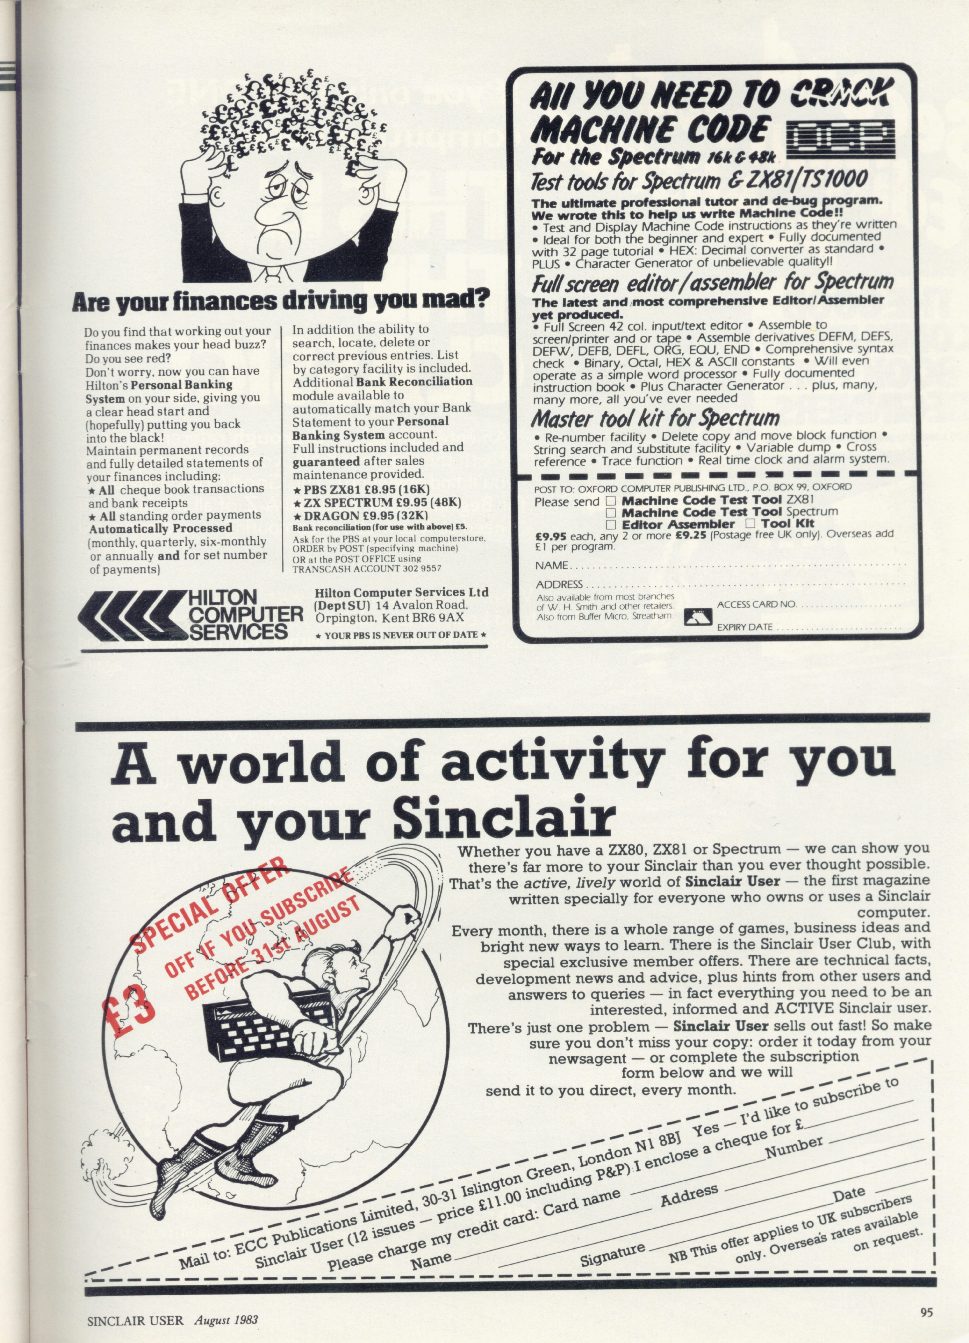 Are your finances driving you mad?
Do you find that working out your
finances makes your head buzz?
Do you see red?
Don't worry, now you can have
Hilton's Personal Banking
System on your side, giving you
a clear head start and
(hopefully) putting you back
into the black!
Maintain permanent records
and fully detailed statements of
your finances including:
★ All cheque book transactions
and bank receipts
★ All standing order payments
Automatically Processed
(monthly, quarterly, six-monthly
or annually and for set number
of payments)
In addition the ability to
search, locate, delete or
correct previous entries. List
by category facility is included.
Additional Bank Reconciliation
module available to
automatically match your Bank
Statement to your Personal
Banking System account.
Full instructions included and
guaranteed after sales
maintenance provided.
★ PBS ZX81 £8.95 (16K)
★ ZX SPECTRUM £9.95 (48K)
★ DRAGON £9.95 (32K)
Bank reconciliation (for use with above) £5.
Ask for the PBS at your local computerstore,
ORDER by POST (specifying machine)
OR at the POST OFFICE using
TRANSCASH ACCOUNT 302 9557
HILTON
COMPUTER
SERVICES
Hilton Computer Services Ltd
(Dept SU) 14 Avalon Road,
Orpington, Kent BR6 9AX
★ YOUR PBS IS NEVER OUT OF DATE ★
All YOU NEED TO CRACK
MACHINE CODE
OCP
For the Spectrum 16k & 48k
Test tools for Spectrum & ZX81/TS1000
The ultimate professional tutor and de-bug program.
We wrote this to help us write Machine Code!!
• Test and Display Machine Code instructions as they're written
• Ideal for both the beginner and expert • Fully documented
with 32 page tutorial • HEX: Decimal converter as standard •
PLUS • Character Generator of unbelievable quality!!
Full screen editor/assembler for Spectrum
The latest and most comprehensive Editor/Assembler
yet produced.
• Full Screen 42 col. input/text editor • Assemble to
screen/printer and or tape • Assemble derivatives DEFM, DEFS,
DEFW, DEFB, DEFL, ORG, EQU, END • Comprehensive syntax
check • Binary, Octal, HEX & ASCII constants • Will even
operate as a simple word processor • Fully documented
instruction book • Plus Character Generator . . . plus, many,
many more, all you've ever needed
Master tool kit for Spectrum
• Re-number facility • Delete copy and move block function •
String search and substitute facility • Variable dump • Cross
reference • Trace function • Real time clock and alarm system.
POST TO: OXFORD COMPUTER PUBLISHING LTD., P.O. BOX 99, OXFORD
Please send □ Machine Code Test Tool ZX81
□ Machine Code Test Tool Spectrum
□ Editor Assembler □ Tool Kit
£9.95 each, any 2 or more £9.25 (Postage free UK only). Overseas add
£1 per program.
NAME
ADDRESS
Also available from most branches
of W. H. Smith and other retailers.
Also from Buffer Micro, Streatham.
ACCESS CARD NO.
EXPIRY DATE
A world of activity for you
and your Sinclair
SPECIAL OFFER
£3 OFF IF YOU SUBSCRIBE
BEFORE 31st AUGUST
Whether you have a ZX80, ZX81 or Spectrum — we can show you
there's far more to your Sinclair than you ever thought possible.
That's the active, lively world of Sinclair User — the first magazine
written specially for everyone who owns or uses a Sinclair
computer.
Every month, there is a whole range of games, business ideas and
bright new ways to learn. There is the Sinclair User Club, with
special exclusive member offers. There are technical facts,
development news and advice, plus hints from other users and
answers to queries — in fact everything you need to be an
interested, informed and ACTIVE Sinclair user.
There's just one problem — Sinclair User sells out fast! So make
sure you don't miss your copy: order it today from your
newsagent — or complete the subscription
form below and we will
send it to you direct, every month.
Mail to: ECC Publications Limited, 30-31 Islington Green, London N1 8BJ Yes — I'd like to subscribe to
Sinclair User (12 issues — price £11.00 including P&P) I enclose a cheque for £
Please charge my credit card: Card name Number
Name Address
Signature Date
NB This offer applies to UK subscribers
only. Overseas rates available
on request.
SINCLAIR USER August 1983
95